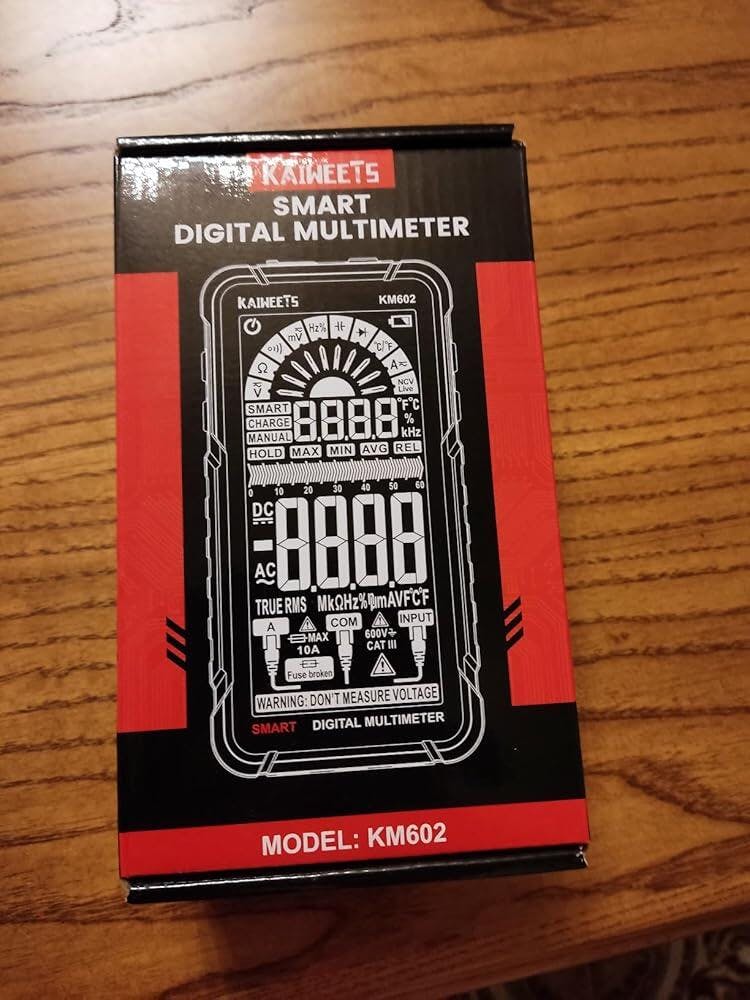 KAIWEETS
SMART
DIGITAL MULTIMETER
KAIWEETS KM602
mV Hz% °C/°F
Ω A
V NCV Live
SMART 8.8.8.8 °F°C
CHARGE %
MANUAL kHz
HOLD MAX MIN AVG REL
0 10 20 30 40 50 60
DC
8.8.8.8
AC
TRUE RMS MkΩHz%
A COM INPUT
MAX 600V
10A CAT III
Fuse broken
WARNING: DON'T MEASURE VOLTAGE
SMART DIGITAL MULTIMETER
MODEL: KM602